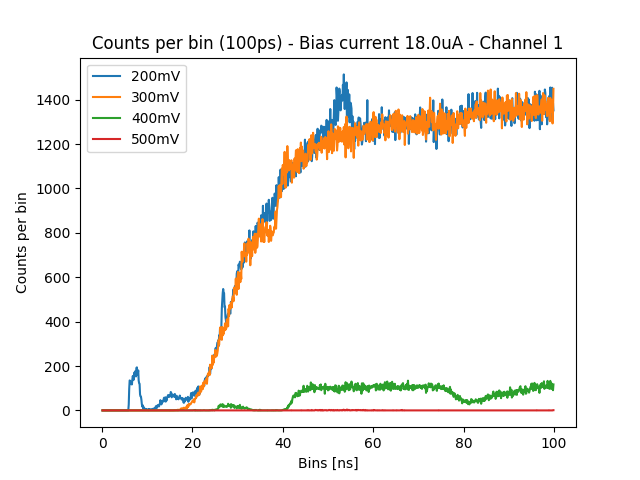 Counts per bin (100ps) - Bias current 18.0uA - Channel 1
200mV
300mV
400mV
500mV
Counts per bin
1400
1200
1000
800
600
400
200
0
0 20 40 60 80 100
Bins [ns]